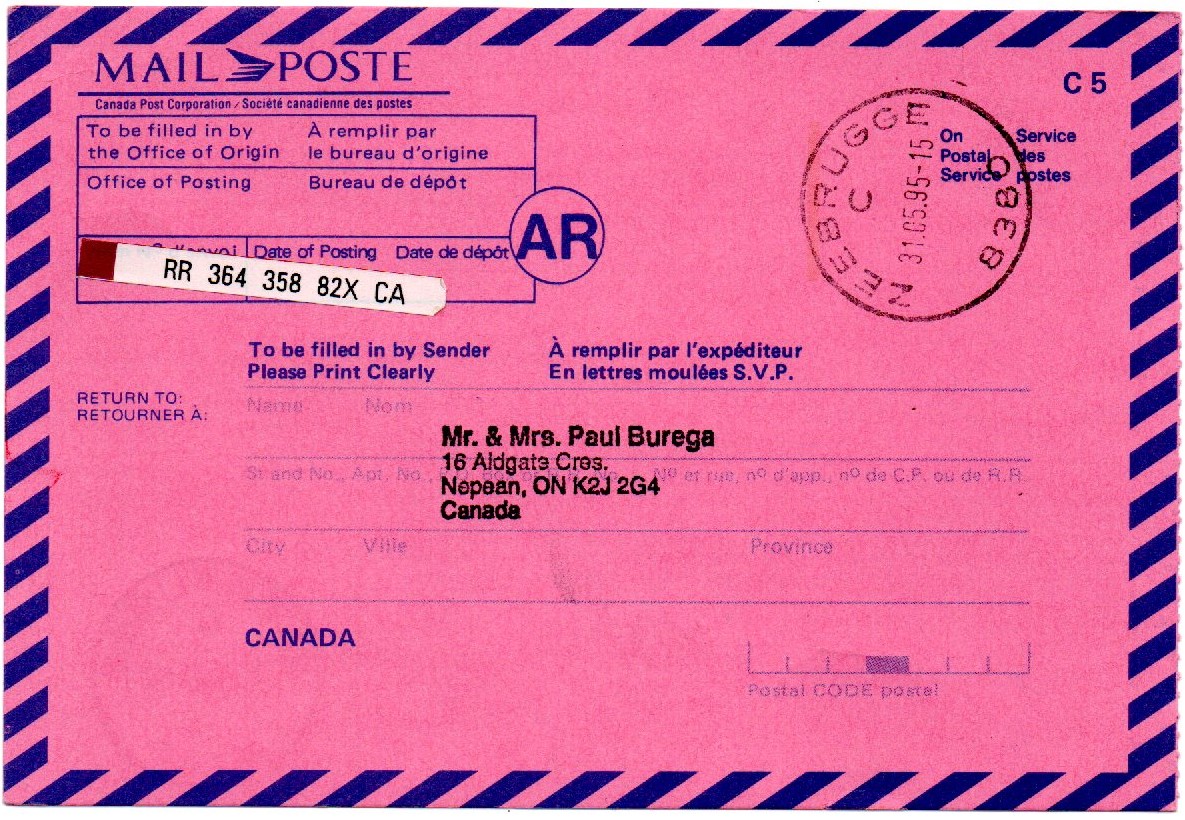 MAIL POSTE
Canada Post Corporation / Société canadienne des postes
C 5
To be filled in by
the Office of Origin
À remplir par
le bureau d'origine
Office of Posting Bureau de dépôt
Date of Posting Date de dépôt
AR
RR 364 358 82X CA
On
Postal
Service
Service
des
postes
ZEEBRUGGE
C
31.05.95-15
8380
To be filled in by Sender
Please Print Clearly
À remplir par l'expéditeur
En lettres moulées S.V.P.
RETURN TO:
RETOURNER À:
Name Nom
Mr. & Mrs. Paul Burega
16 Aldgate Cres.
Nepean, ON K2J 2G4
Canada
St and No., Apt. No., Nº et rue, nº d'app., nº de C.P. ou de R.R.
City Ville Province
CANADA
Postal CODE postal